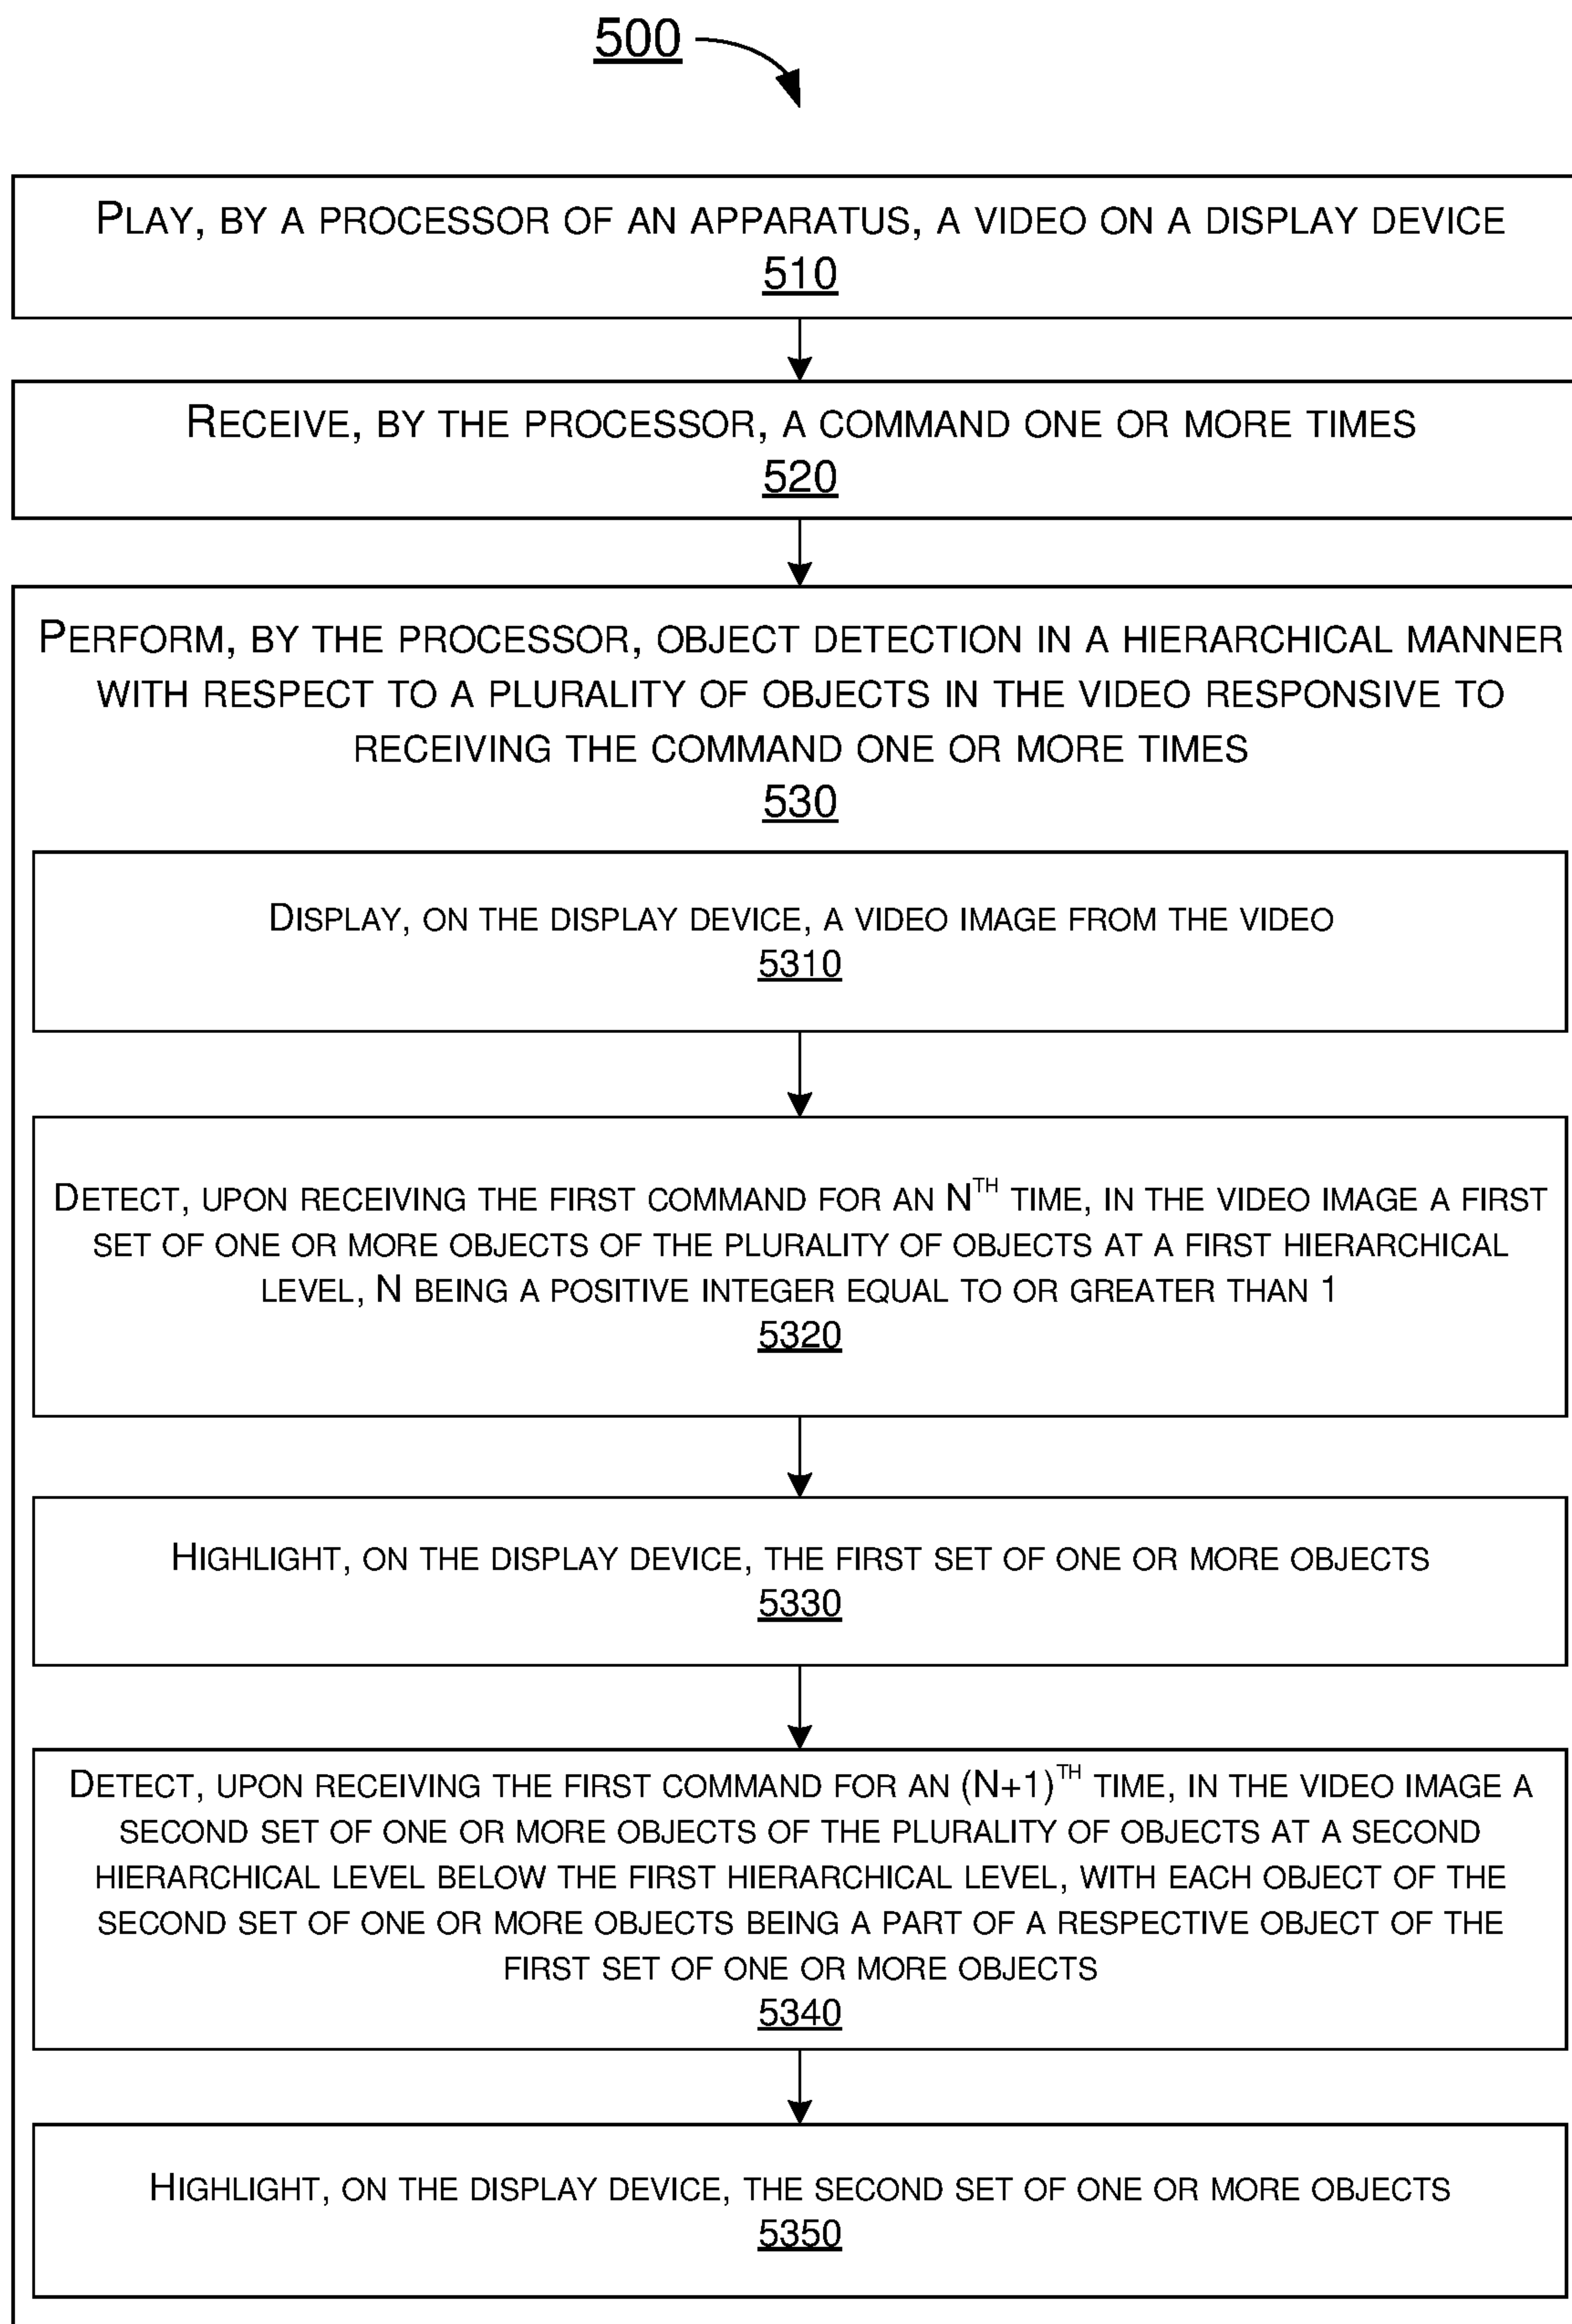 500
PLAY, BY A PROCESSOR OF AN APPARATUS, A VIDEO ON A DISPLAY DEVICE
510
RECEIVE, BY THE PROCESSOR, A COMMAND ONE OR MORE TIMES
520
PERFORM, BY THE PROCESSOR, OBJECT DETECTION IN A HIERARCHICAL MANNER
WITH RESPECT TO A PLURALITY OF OBJECTS IN THE VIDEO RESPONSIVE TO
RECEIVING THE COMMAND ONE OR MORE TIMES
530
DISPLAY, ON THE DISPLAY DEVICE, A VIDEO IMAGE FROM THE VIDEO
5310
DETECT, UPON RECEIVING THE FIRST COMMAND FOR AN N^TH TIME, IN THE VIDEO IMAGE A FIRST
SET OF ONE OR MORE OBJECTS OF THE PLURALITY OF OBJECTS AT A FIRST HIERARCHICAL
LEVEL, N BEING A POSITIVE INTEGER EQUAL TO OR GREATER THAN 1
5320
HIGHLIGHT, ON THE DISPLAY DEVICE, THE FIRST SET OF ONE OR MORE OBJECTS
5330
DETECT, UPON RECEIVING THE FIRST COMMAND FOR AN (N+1)^TH TIME, IN THE VIDEO IMAGE A
SECOND SET OF ONE OR MORE OBJECTS OF THE PLURALITY OF OBJECTS AT A SECOND
HIERARCHICAL LEVEL BELOW THE FIRST HIERARCHICAL LEVEL, WITH EACH OBJECT OF THE
SECOND SET OF ONE OR MORE OBJECTS BEING A PART OF A RESPECTIVE OBJECT OF THE
FIRST SET OF ONE OR MORE OBJECTS
5340
HIGHLIGHT, ON THE DISPLAY DEVICE, THE SECOND SET OF ONE OR MORE OBJECTS
5350